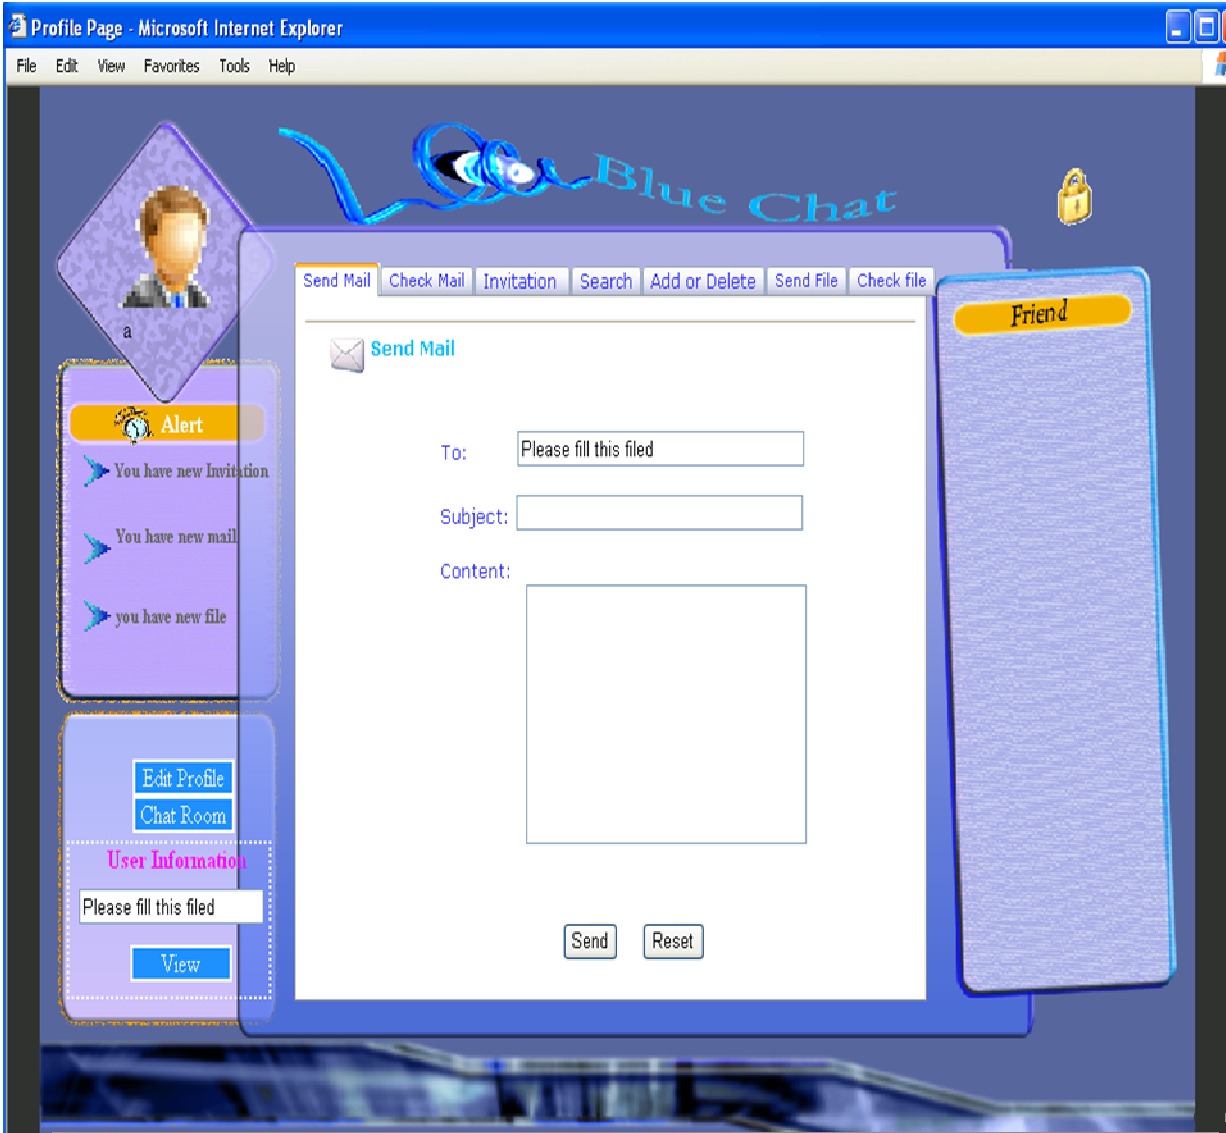 Profile Page - Microsoft Internet Explorer
File Edit View Favorites Tools Help
Blue Chat
a
Send Mail Check Mail Invitation Search Add or Delete Send File Check file
Friend
Send Mail
Alert
You have new Invitation
You have new mail
you have new file
To: Please fill this filed
Subject:
Content:
Edit Profile
Chat Room
User Information
Please fill this filed
View
Send Reset